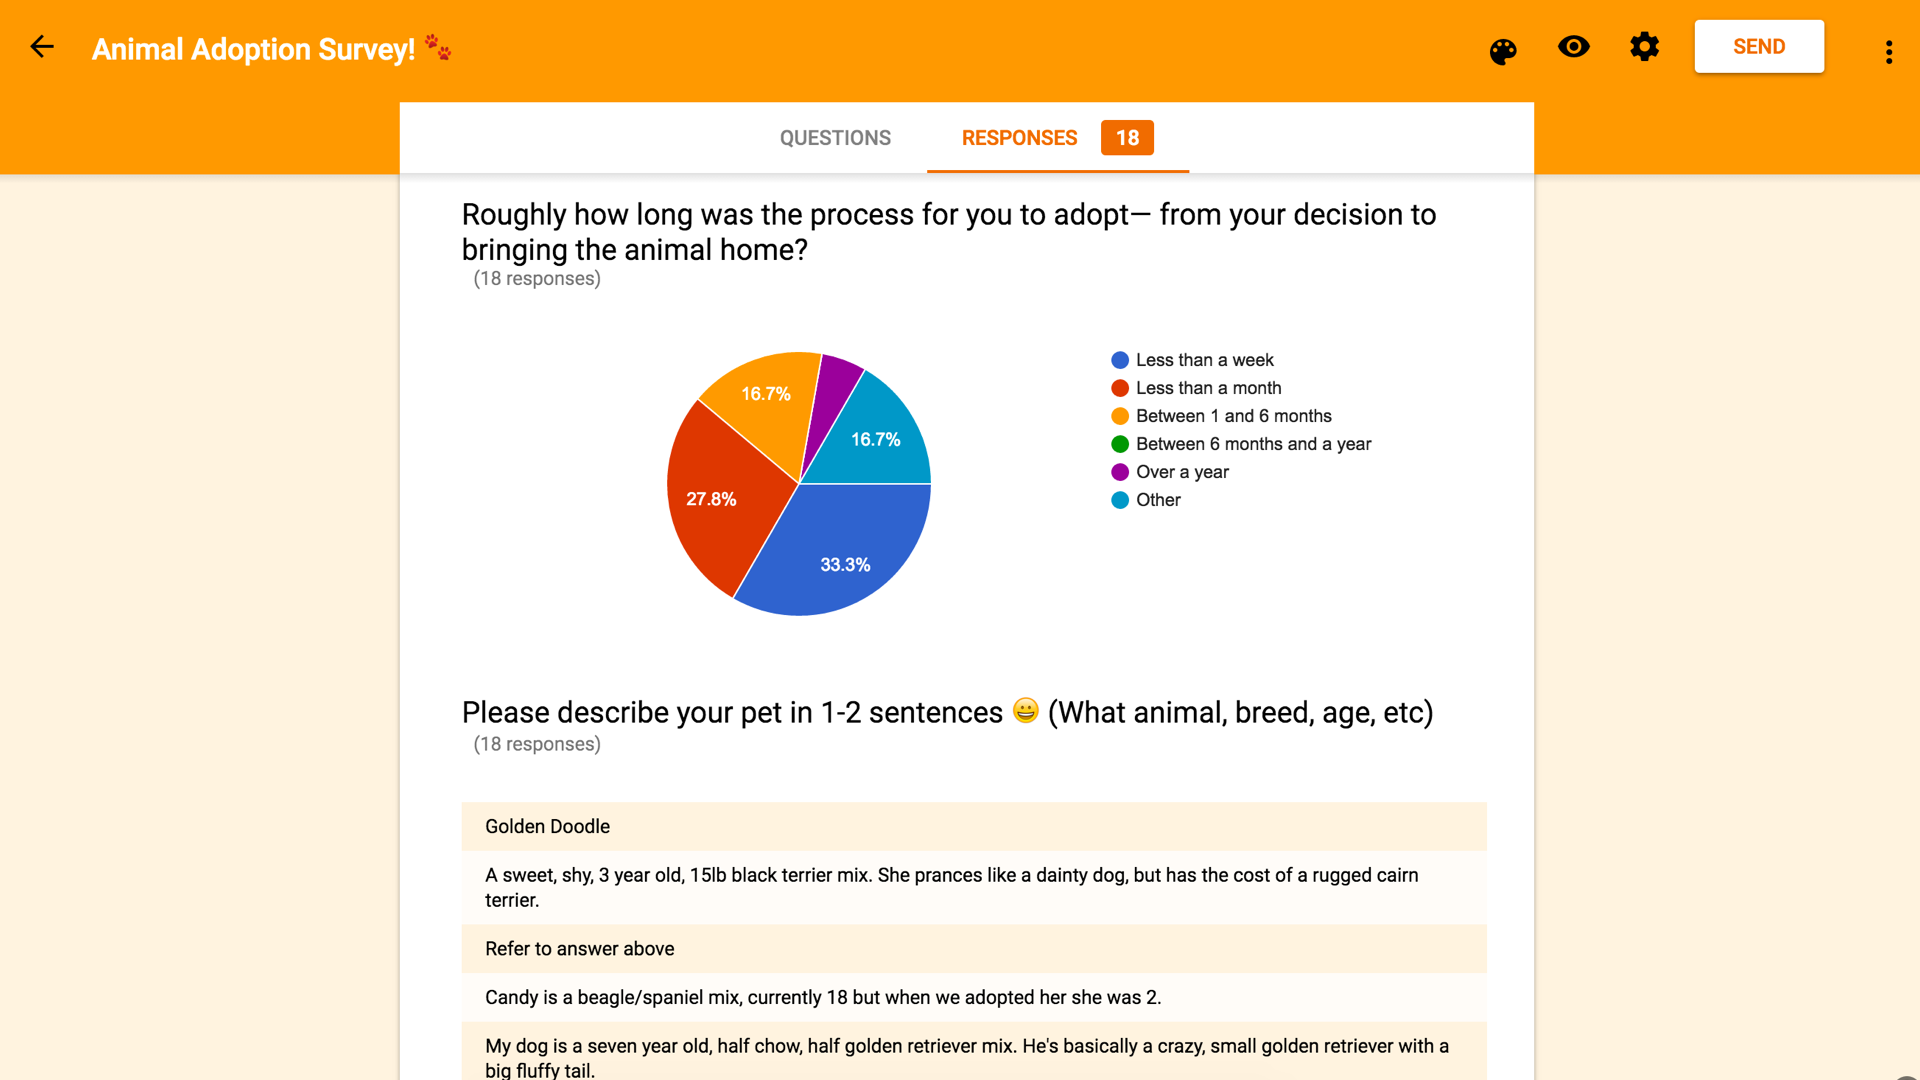 Animal Adoption Survey! 🐾
SEND
QUESTIONS
RESPONSES 18
Roughly how long was the process for you to adopt— from your decision to
bringing the animal home?
(18 responses)
16.7%
16.7%
27.8%
33.3%
Less than a week
Less than a month
Between 1 and 6 months
Between 6 months and a year
Over a year
Other
Please describe your pet in 1-2 sentences 😀 (What animal, breed, age, etc)
(18 responses)
Golden Doodle
A sweet, shy, 3 year old, 15lb black terrier mix. She prances like a dainty dog, but has the cost of a rugged cairn
terrier.
Refer to answer above
Candy is a beagle/spaniel mix, currently 18 but when we adopted her she was 2.
My dog is a seven year old, half chow, half golden retriever mix. He's basically a crazy, small golden retriever with a
big fluffy tail.